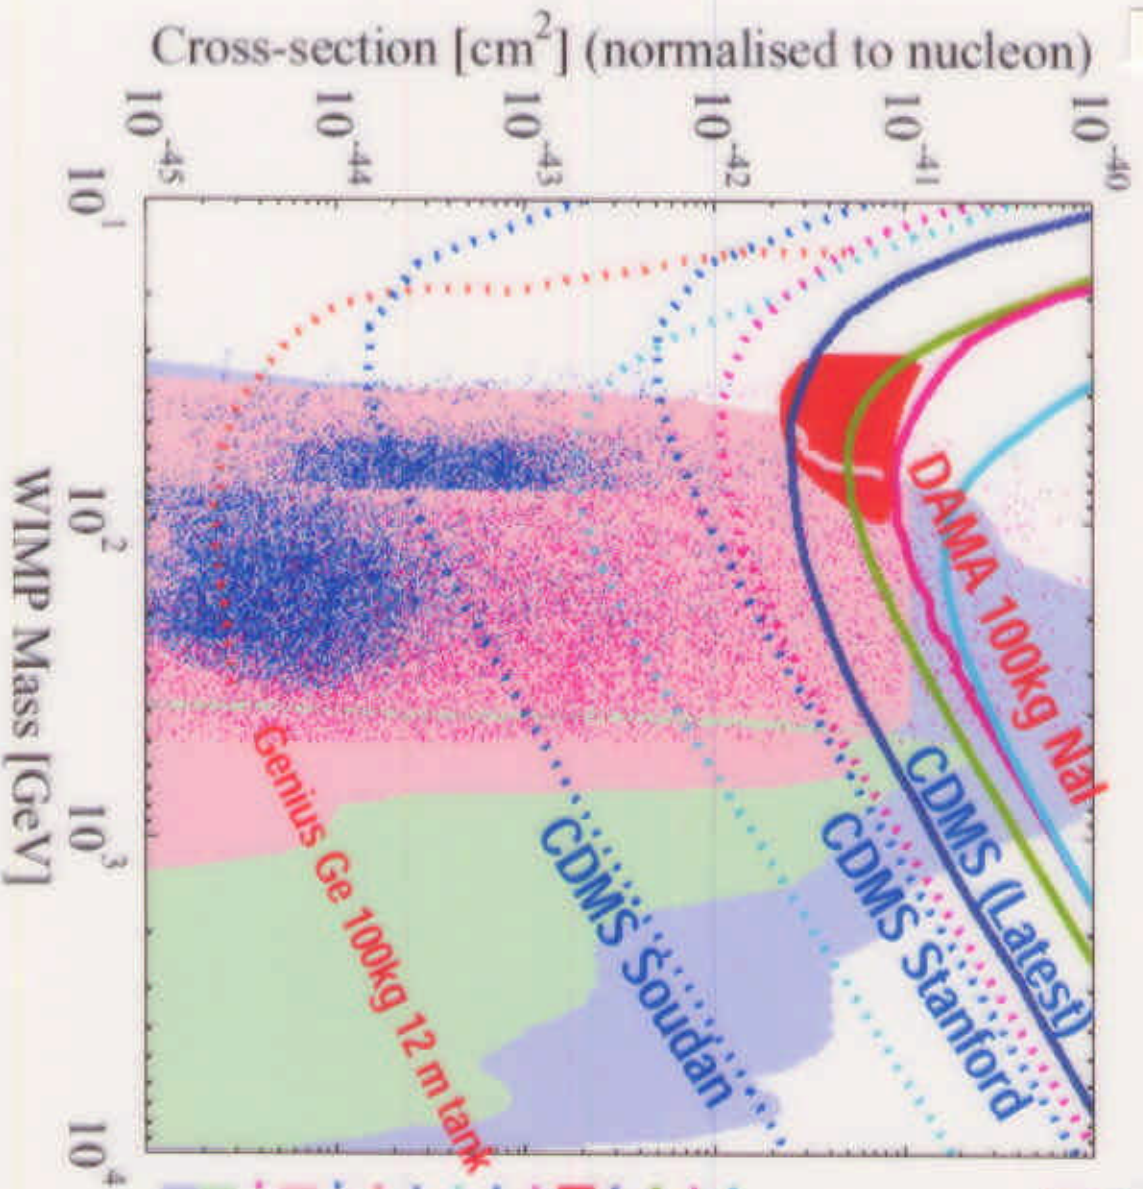 Cross-section [cm²] (normalised to nucleon)
10⁻⁴⁵
10⁻⁴⁴
10⁻⁴³
10⁻⁴²
10⁻⁴¹
10⁻⁴⁰
10¹
10²
10³
10⁴
WIMP Mass [GeV]
DAMA 100kg NaI
CDMS (Latest)
CDMS Stanford
CDMS Soudan
Genius Ge 100kg 12 m tank